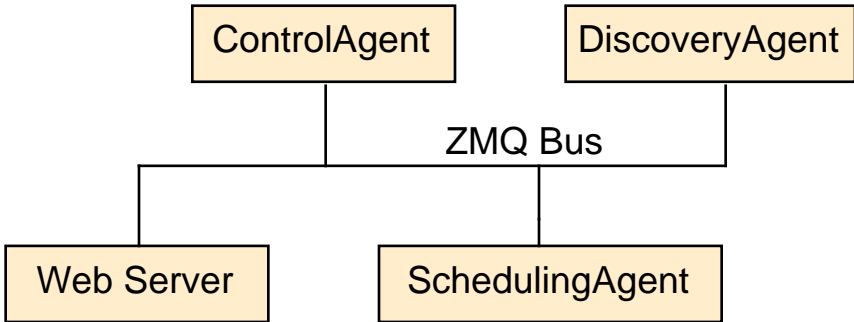 ControlAgent
DiscoveryAgent
ZMQ Bus
Web Server
SchedulingAgent